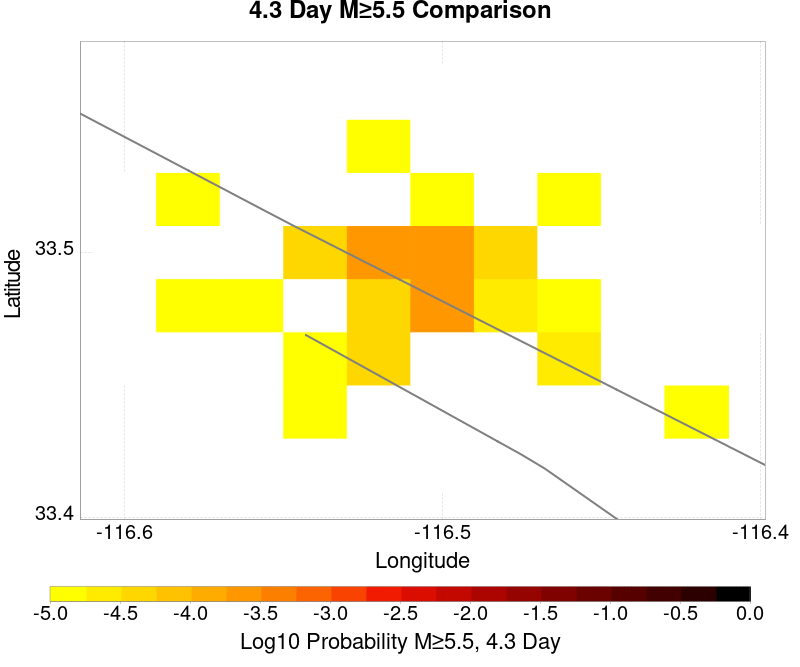 4.3 Day M≥5.5 Comparison
Latitude
33.5
33.4
-116.6 -116.5 -116.4
Longitude
-5.0 -4.5 -4.0 -3.5 -3.0 -2.5 -2.0 -1.5 -1.0 -0.5 0.0
Log10 Probability M≥5.5, 4.3 Day